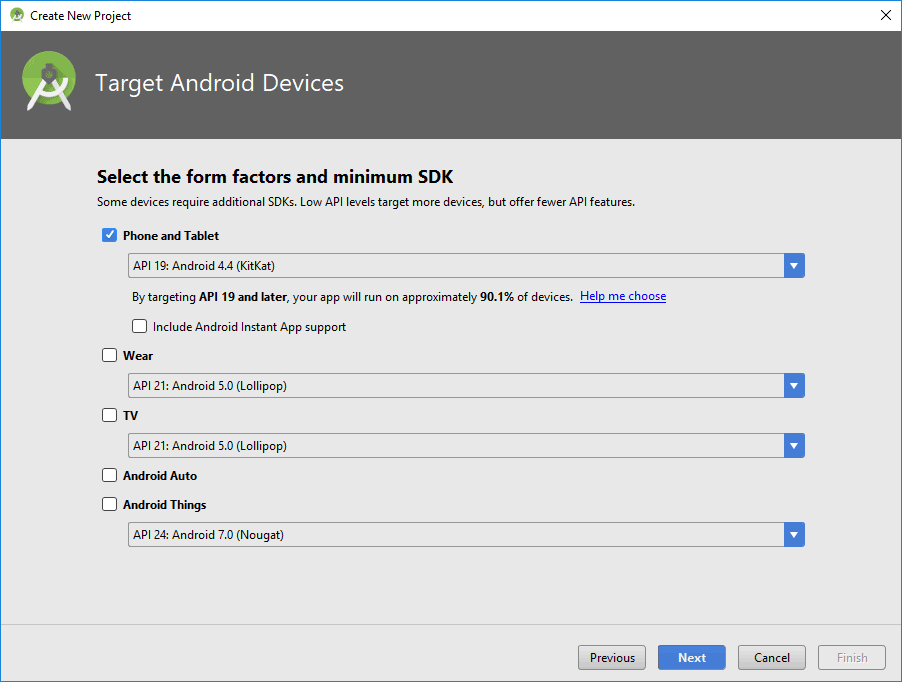 Create New Project
Target Android Devices
Select the form factors and minimum SDK
Some devices require additional SDKs. Low API levels target more devices, but offer fewer API features.
Phone and Tablet
API 19: Android 4.4 (KitKat)
By targeting API 19 and later, your app will run on approximately 90.1% of devices. Help me choose
Include Android Instant App support
Wear
API 21: Android 5.0 (Lollipop)
TV
API 21: Android 5.0 (Lollipop)
Android Auto
Android Things
API 24: Android 7.0 (Nougat)
Previous Next Cancel Finish